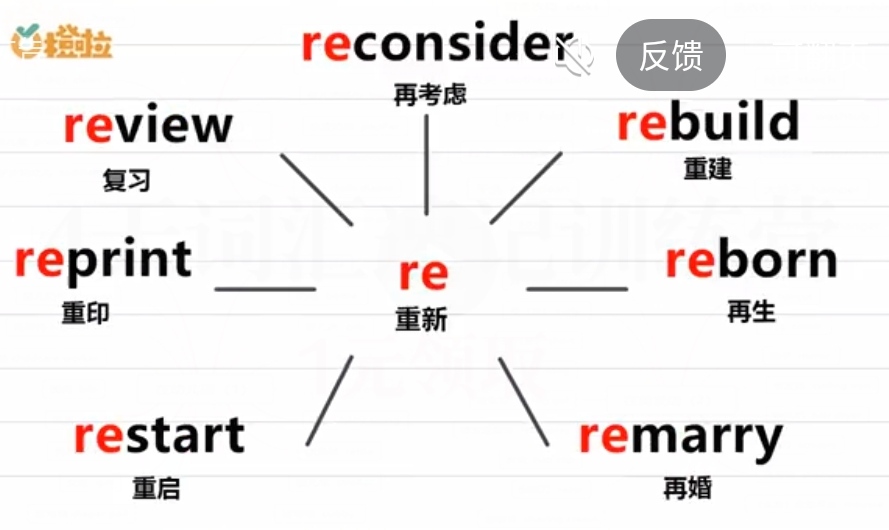 橙啦
reconsider
再考虑
反馈
review
复习
rebuild
重建
reprint
重印
re
重新
reborn
再生
restart
重启
remarry
再婚